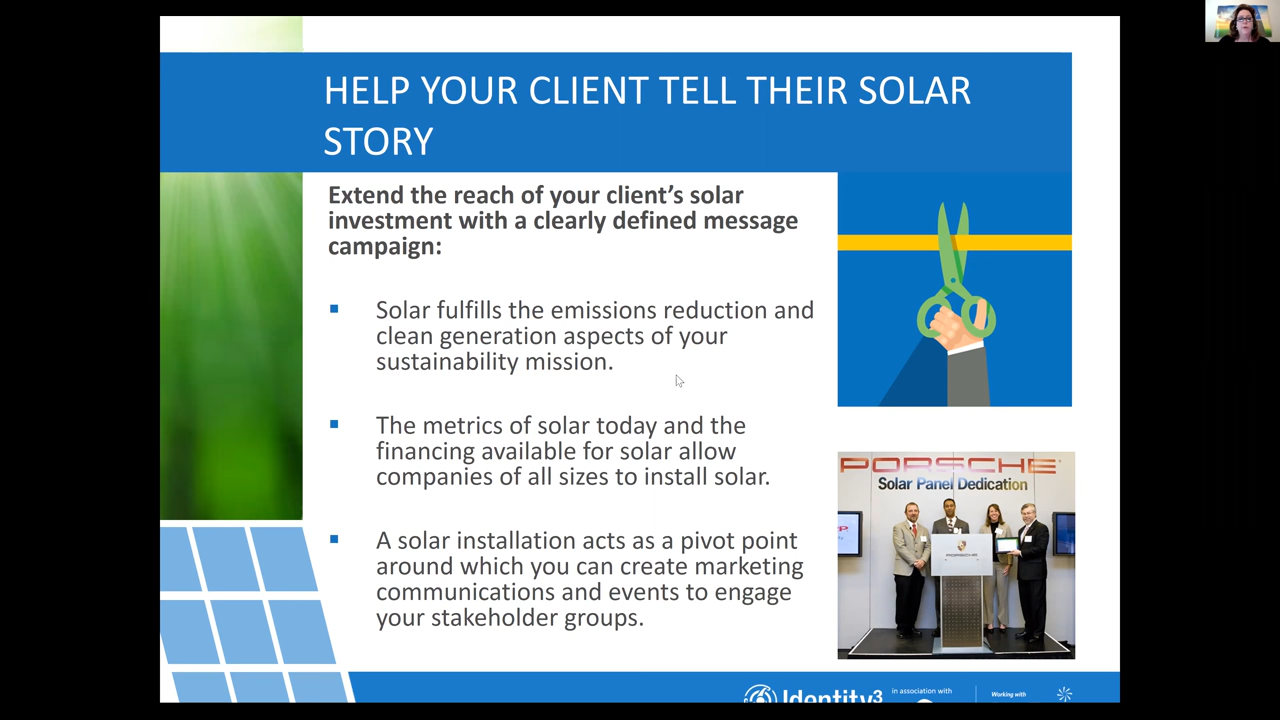 HELP YOUR CLIENT TELL THEIR SOLAR
STORY
Extend the reach of your client's solar
investment with a clearly defined message
campaign:
▪ Solar fulfills the emissions reduction and
clean generation aspects of your
sustainability mission.
▪ The metrics of solar today and the
financing available for solar allow
companies of all sizes to install solar.
▪ A solar installation acts as a pivot point
around which you can create marketing
communications and events to engage
your stakeholder groups.
PORSCHE
Solar Panel Dedication
PORSCHE
Identity3
in association with
Working with